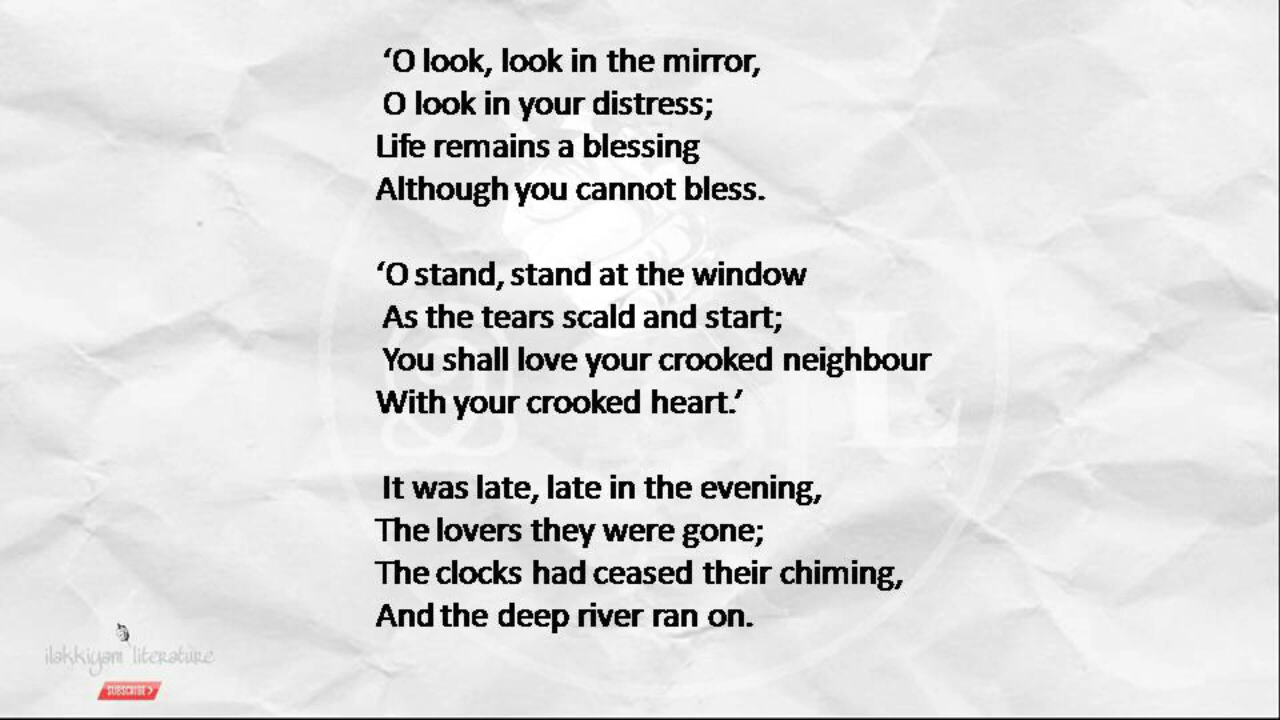 ‘O look, look in the mirror,
O look in your distress;
Life remains a blessing
Although you cannot bless.
‘O stand, stand at the window
As the tears scald and start;
You shall love your crooked neighbour
With your crooked heart.’
It was late, late in the evening,
The lovers they were gone;
The clocks had ceased their chiming,
And the deep river ran on.
ilakkiyam literature
SUBSCRIBE >
L